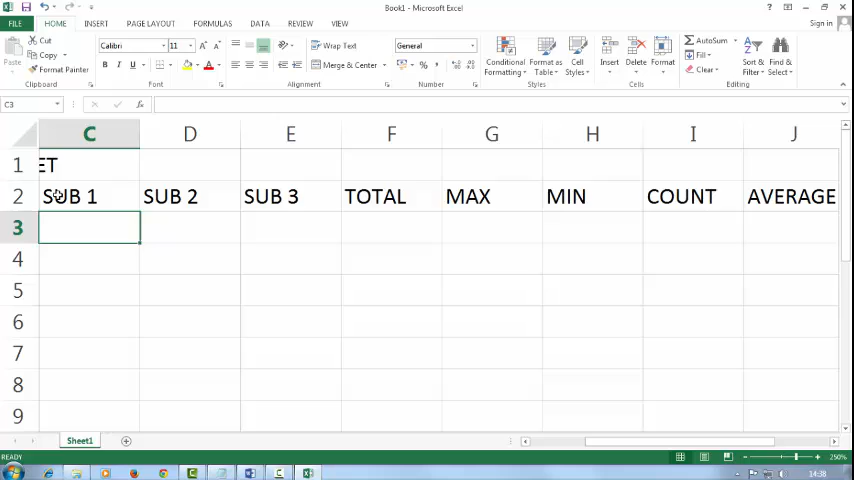 Book1 - Microsoft Excel
FILE HOME INSERT PAGE LAYOUT FORMULAS DATA REVIEW VIEW Sign in
Paste Cut Copy Format Painter Clipboard
Calibri 11 B I U Font
Wrap Text Merge & Center Alignment
General % Number
Conditional Formatting Format as Table Cell Styles Styles
Insert Delete Format Cells
AutoSum Fill Clear Sort & Filter Find & Select Editing
C3 fx
C D E F G H I J
1 ET
2 SUB 1 SUB 2 SUB 3 TOTAL MAX MIN COUNT AVERAGE
3
4
5
6
7
8
9
Sheet1
READY 250%
14:38